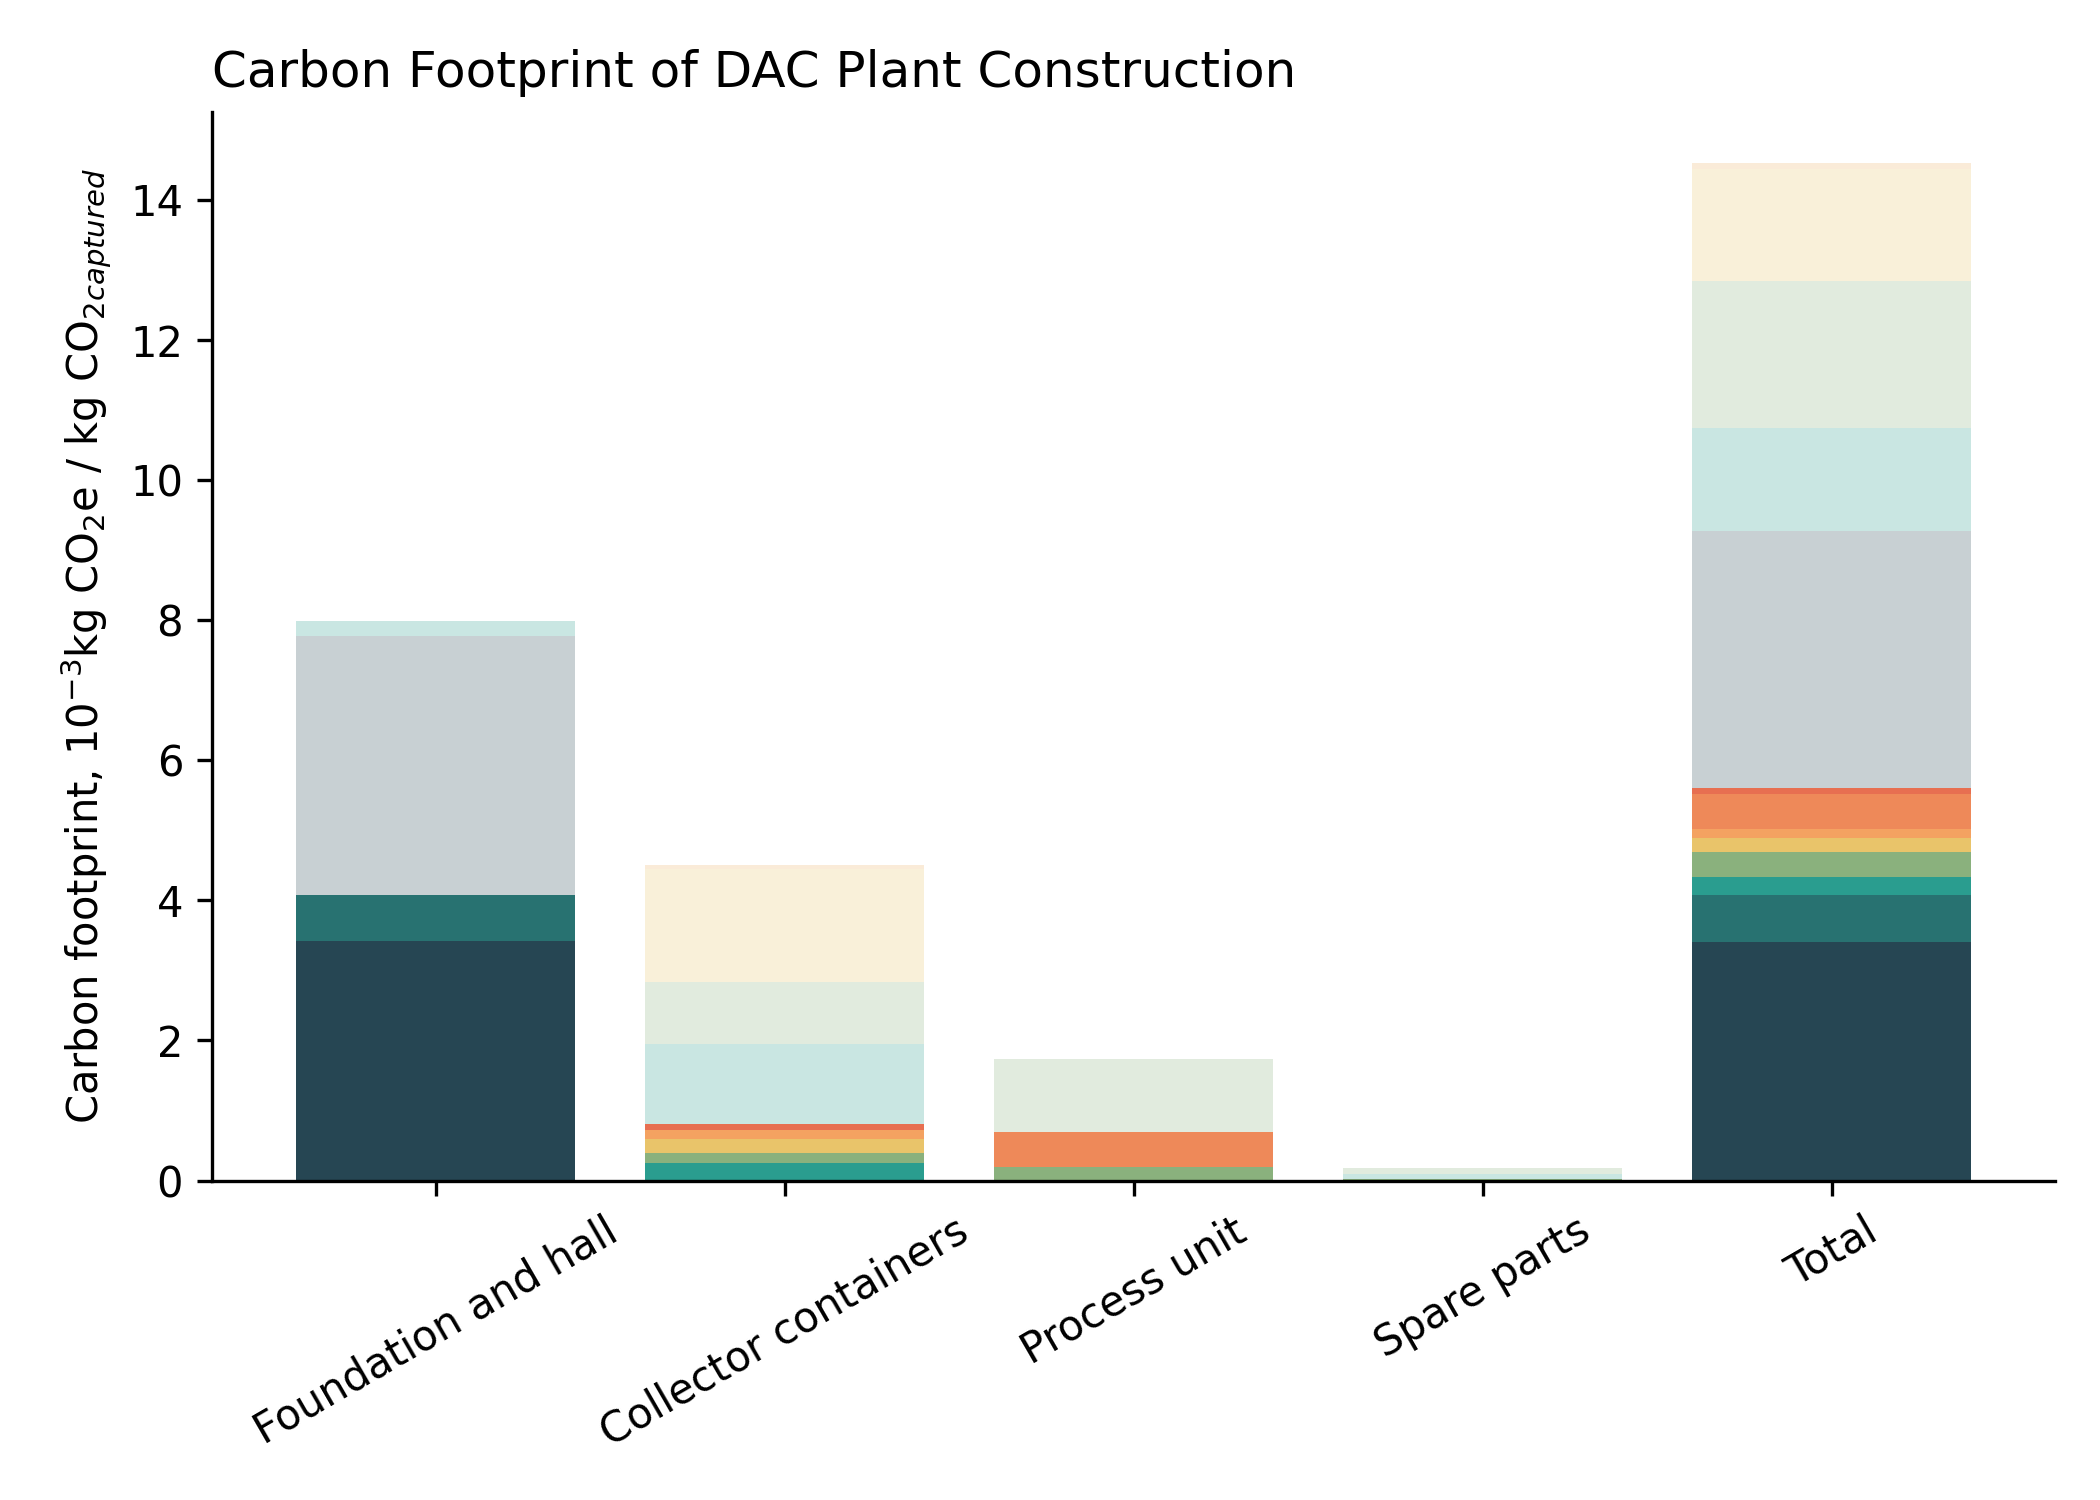 Carbon Footprint of DAC Plant Construction
Carbon footprint, 10⁻³kg CO₂e / kg CO₂captured
14
12
10
8
6
4
2
0
Foundation and hall
Collector containers
Process unit
Spare parts
Total